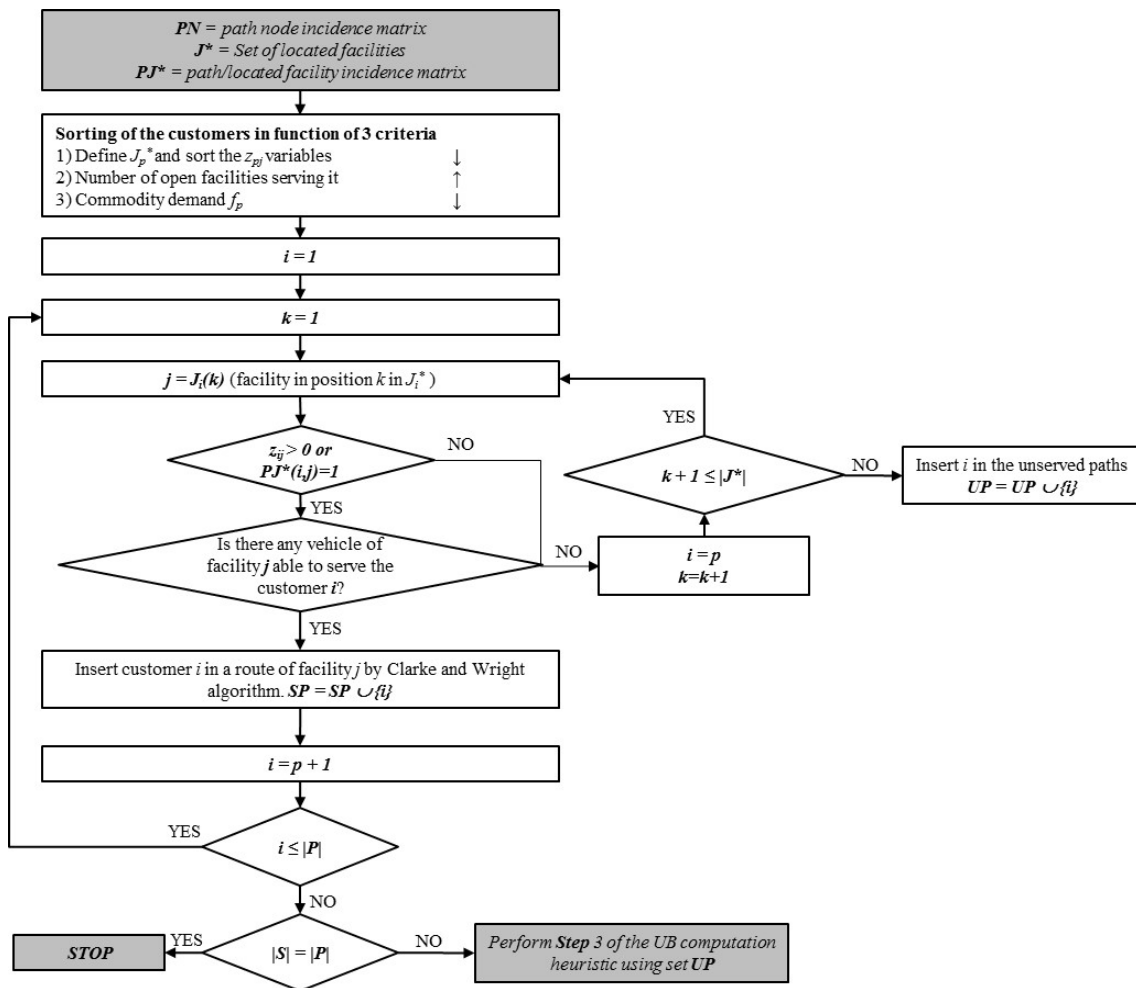 PN = path node incidence matrix
J* = Set of located facilities
PJ* = path/located facility incidence matrix
Sorting of the customers in function of 3 criteria
1) Define Jp* and sort the zpj variables ↓
2) Number of open facilities serving it ↑
3) Commodity demand fp ↓
i = 1
k = 1
j = Ji(k) (facility in position k in Ji*)
YES
zij > 0 or
PJ*(i,j)=1
NO
k + 1 ≤ |J*|
NO
Insert i in the unserved paths
UP = UP ∪{i}
YES
Is there any vehicle of
facility j able to serve the
customer i?
NO
i = p
k=k+1
YES
Insert customer i in a route of facility j by Clarke and Wright
algorithm. SP = SP ∪{i}
i = p + 1
YES
i ≤ |P|
NO
STOP
YES
|S| = |P|
NO
Perform Step 3 of the UB computation
heuristic using set UP